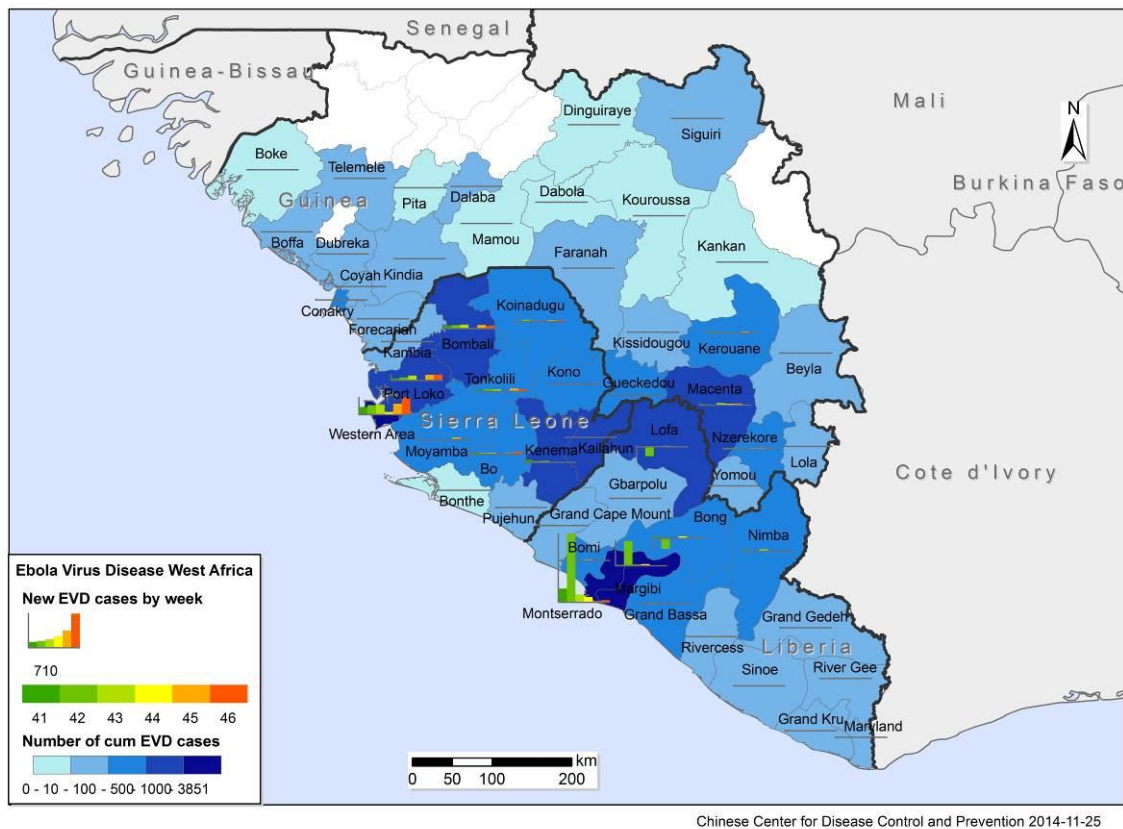 Senegal
Guinea-Bissau
Mali
N
Burkina Faso
Dinguiraye
Siguiri
Boke
Telemele
Guinea
Pita
Dalaba
Dabola
Kouroussa
Boffa
Dubreka
Mamou
Faranah
Kankan
Coyah
Kindia
Conakry
Forecariah
Koinadugu
Kambia
Bombali
Kissidougou
Kerouane
Beyla
Tonkolili
Kono
Gueckedou
Macenta
Port Loko
Sierra Leone
Western Area
Moyamba
Kenema
Kailahun
Lofa
Nzerekore
Lola
Cote d'Ivory
Bo
Yomou
Gbarpolu
Bonthe
Pujehun
Grand Cape Mount
Bong
Nimba
Bomi
Margibi
Montserrado
Grand Bassa
Grand Gedeh
Rivercess
Liberia
Sinoe
River Gee
Grand Kru
Maryland
Ebola Virus Disease West Africa
New EVD cases by week
710
41 42 43 44 45 46
Number of cum EVD cases
0 - 10 - 100 - 500 - 1000 - 3851
km
0 50 100 200
Chinese Center for Disease Control and Prevention 2014-11-25